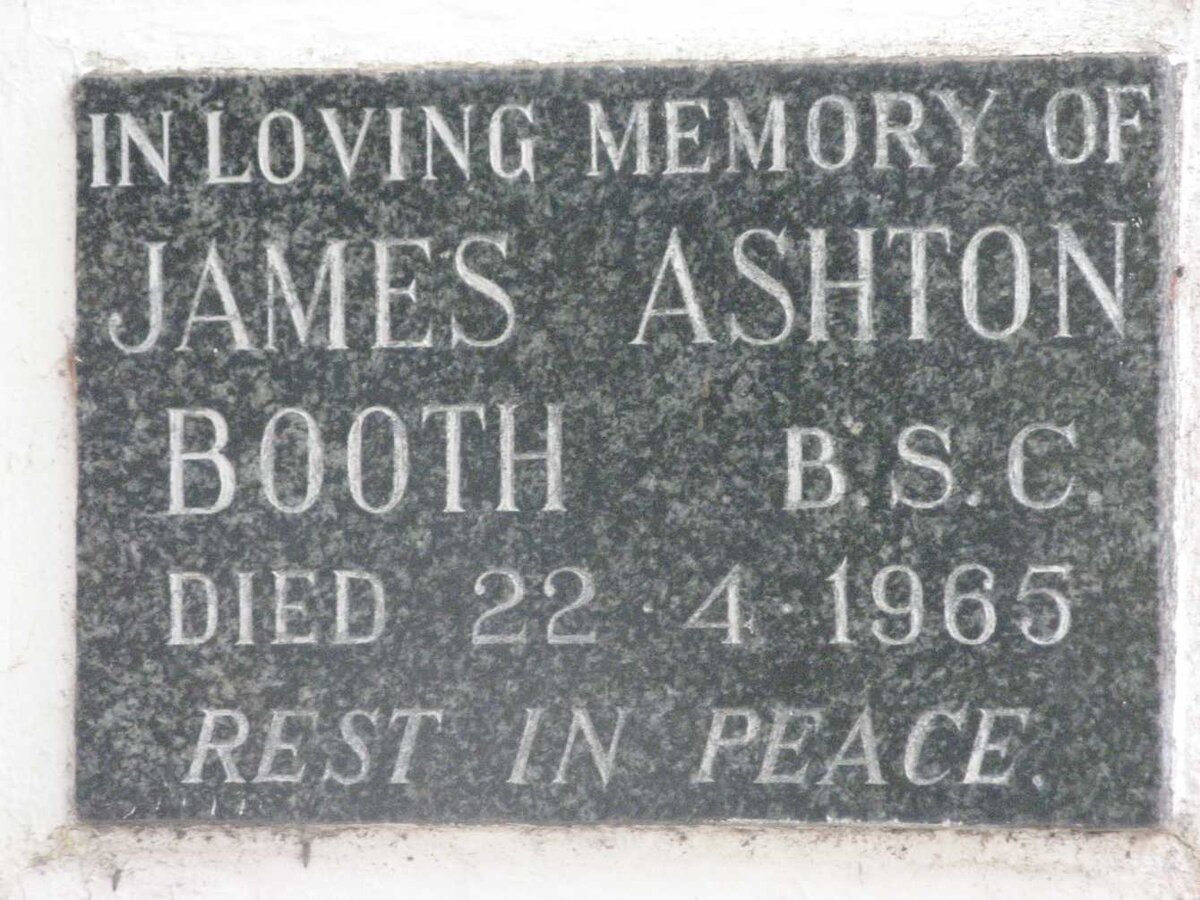 IN LOVING MEMORY OF
JAMES ASHTON
BOOTH B.S.C.
DIED 22·4·1965
REST IN PEACE.